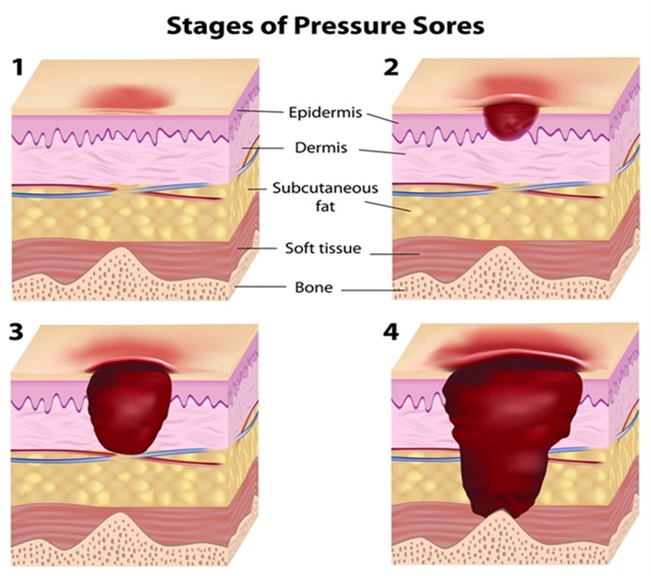 Stages of Pressure Sores
1
2
Epidermis
Dermis
Subcutaneous
fat
Soft tissue
Bone
3
4